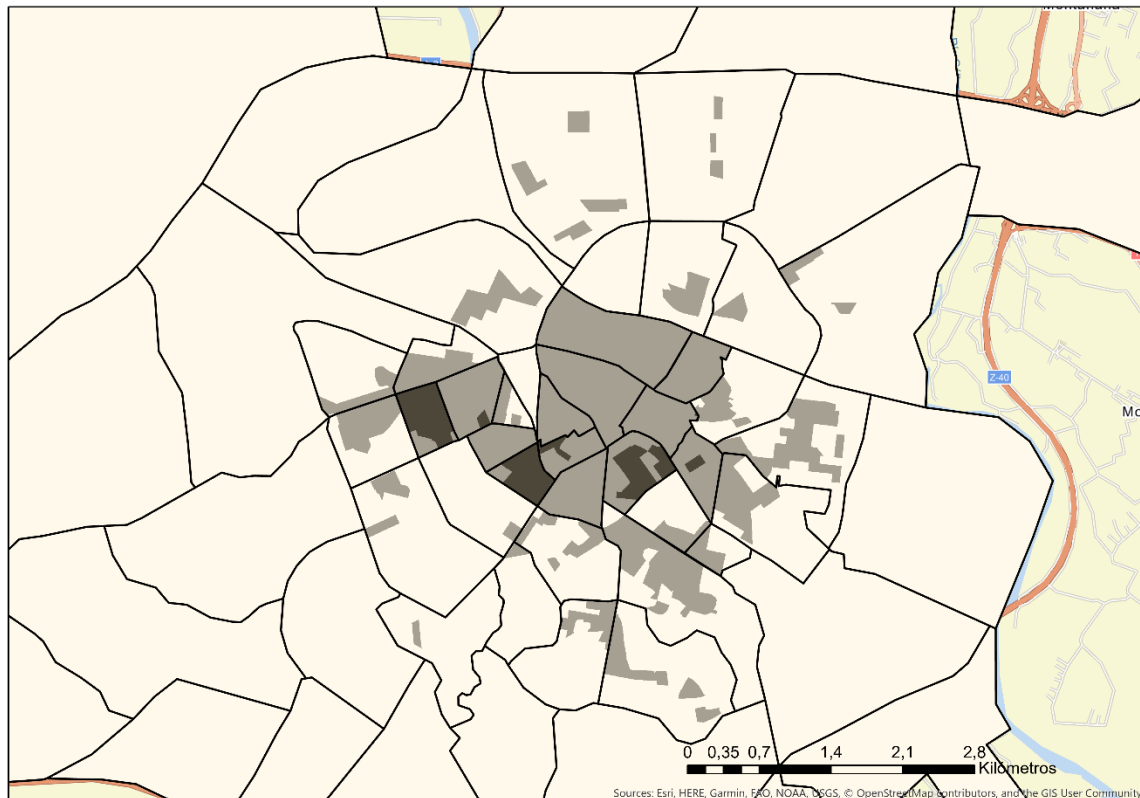 Z-40
Mo
0 0,35 0,7 1,4 2,1 2,8
Kilómetros
Sources: Esri, HERE, Garmin, FAO, NOAA, USGS, © OpenStreetMap contributors, and the GIS User Community